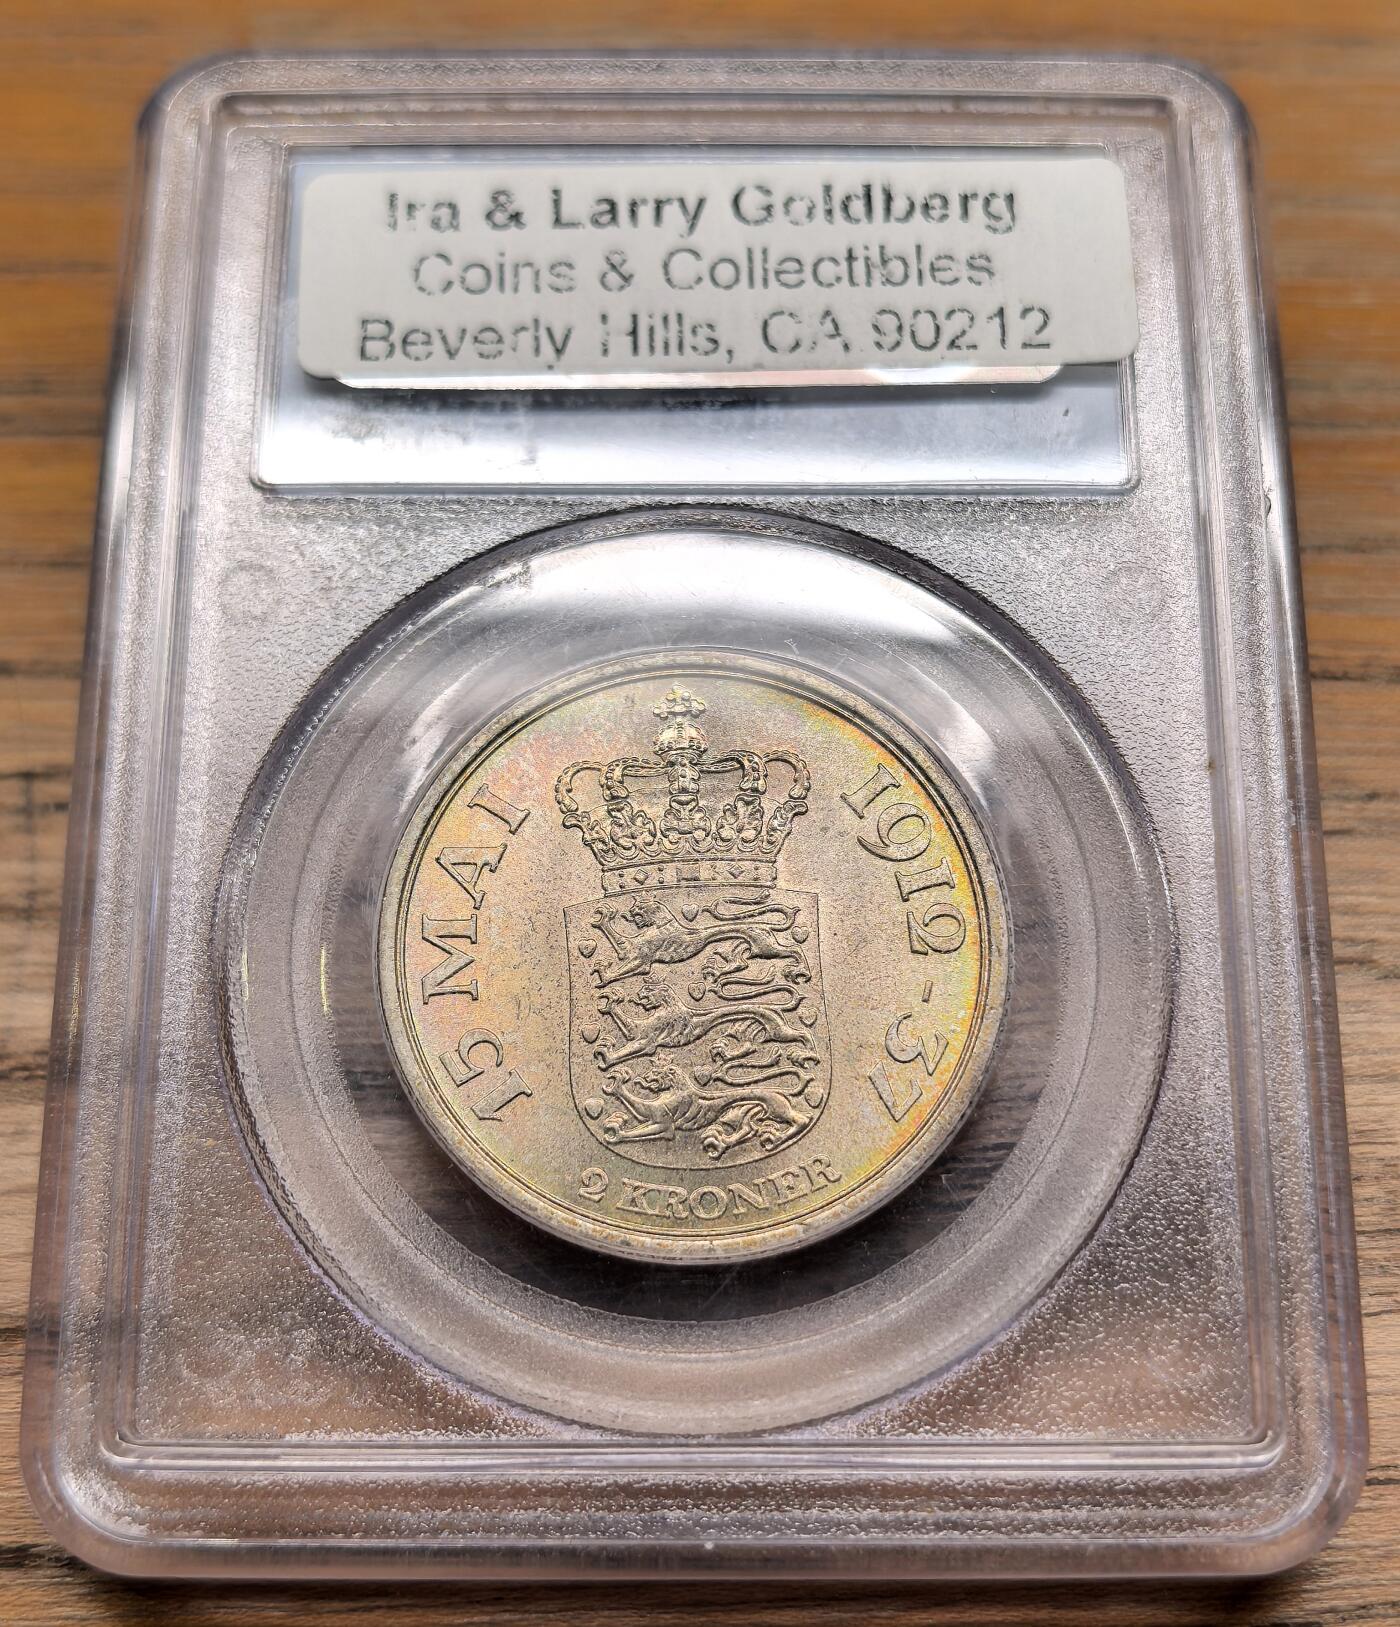 Ira & Larry Goldberg
Coins & Collectibles
Beverly Hills, CA 90212
15 MAI 1912-37
2 KRONER